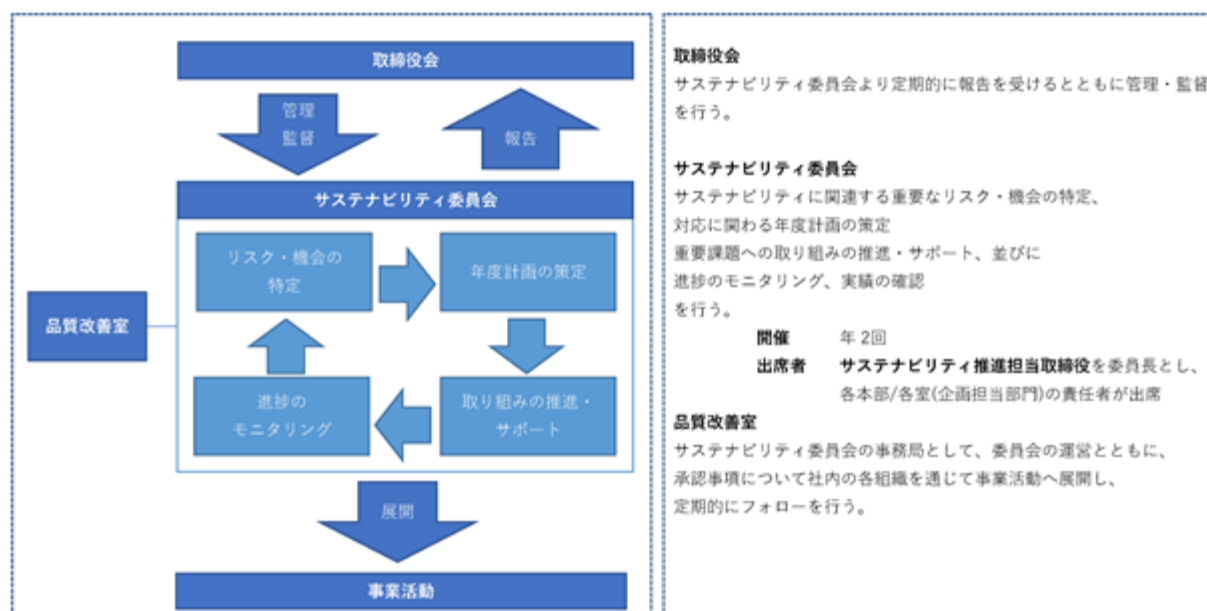 取締役会
管理
監督
報告
サステナビリティ委員会
リスク・機会の
特定
年度計画の策定
品質改善室
進捗の
モニタリング
取り組みの推進・
サポート
展開
事業活動
取締役会
サステナビリティ委員会より定期的に報告を受けるとともに管理・監督
を行う。
サステナビリティ委員会
サステナビリティに関連する重要なリスク・機会の特定、
対応に関わる年度計画の策定
重要課題への取り組みの推進・サポート、並びに
進捗のモニタリング、実績の確認
を行う。
開催 年 2回
出席者 サステナビリティ推進担当取締役を委員長とし、
各本部/各室(企画担当部門)の責任者が出席
品質改善室
サステナビリティ委員会の事務局として、委員会の運営とともに、
承認事項について社内の各組織を通じて事業活動へ展開し、
定期的にフォローを行う。